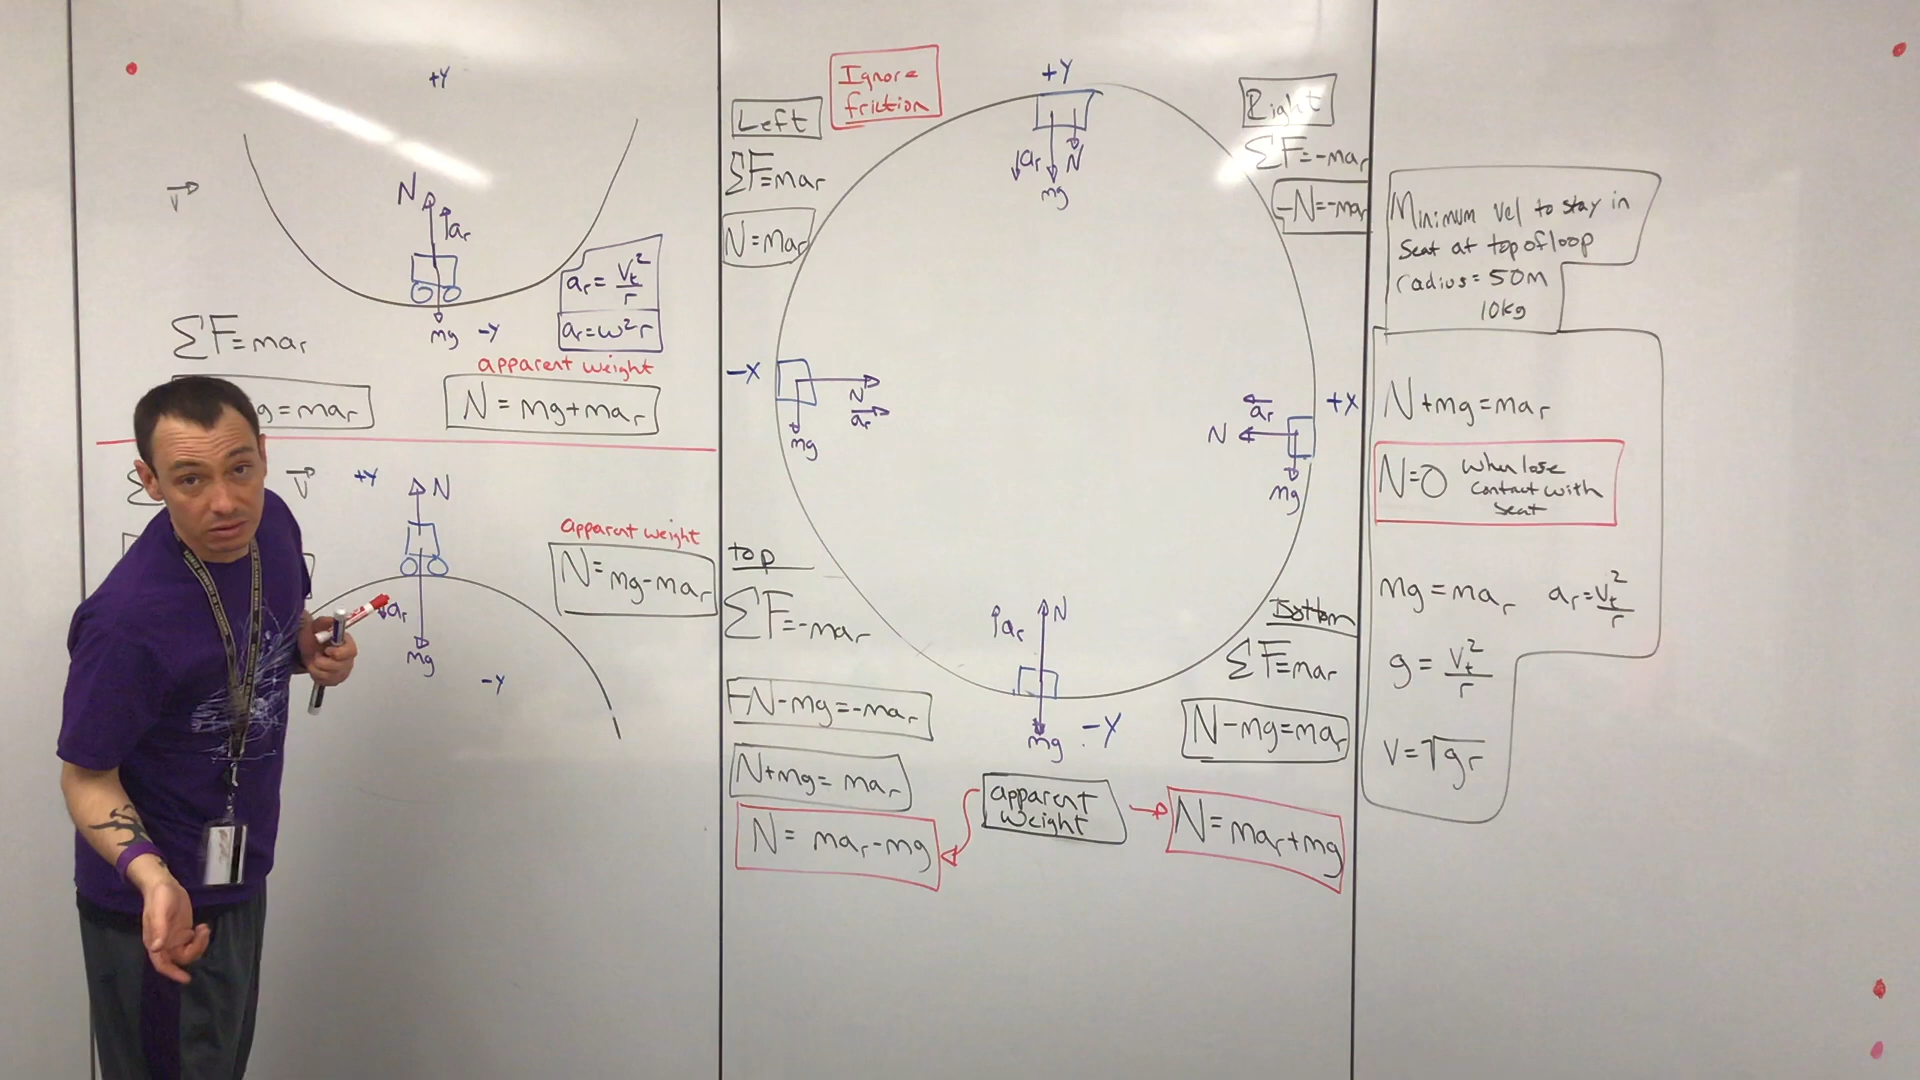 +Y
V
N
ar
mg
-Y
ar = Vt²/r
ar = ω²r
ΣF=mar
apparent weight
g = mar
N = mg + mar
Σ
V
+Y
N
ar
mg
-Y
apparent weight
N = mg - mar
Left
Ignore
friction
ΣF=mar
N = mar
+Y
ar
N
mg
Right
ΣF=-mar
-N=-mar
-X
N
ar
mg
+X
ar
N
mg
top
ΣF=-mar
-N-mg=-mar
N+mg = mar
N = mar-mg
ar
N
mg
-Y
apparent
weight
Bottom
ΣF=mar
N-mg=mar
N=mar+mg
Minimum vel to stay in
seat at top of loop
radius = 50m
10kg
N+mg = mar
N=0 when lose
contact with
seat
mg = mar ar = Vt²/r
g = Vt²/r
V = √gr